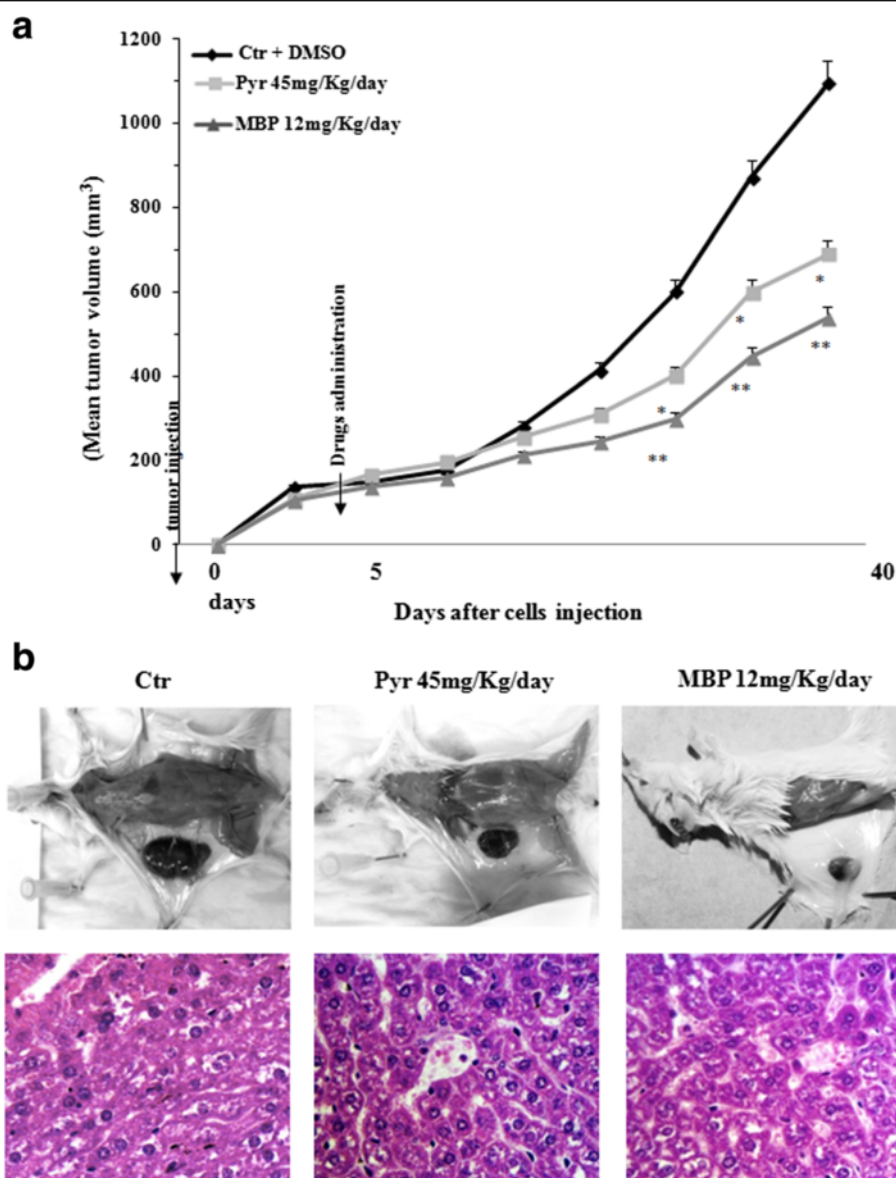 a
1200
1000
800
600
400
200
0
(Mean tumor volume (mm³)
Ctr + DMSO
Pyr 45mg/Kg/day
MBP 12mg/Kg/day
tumor injection
Drugs administration
*
*
*
**
**
**
0
5
40
days
Days after cells injection
b
Ctr
Pyr 45mg/Kg/day
MBP 12mg/Kg/day